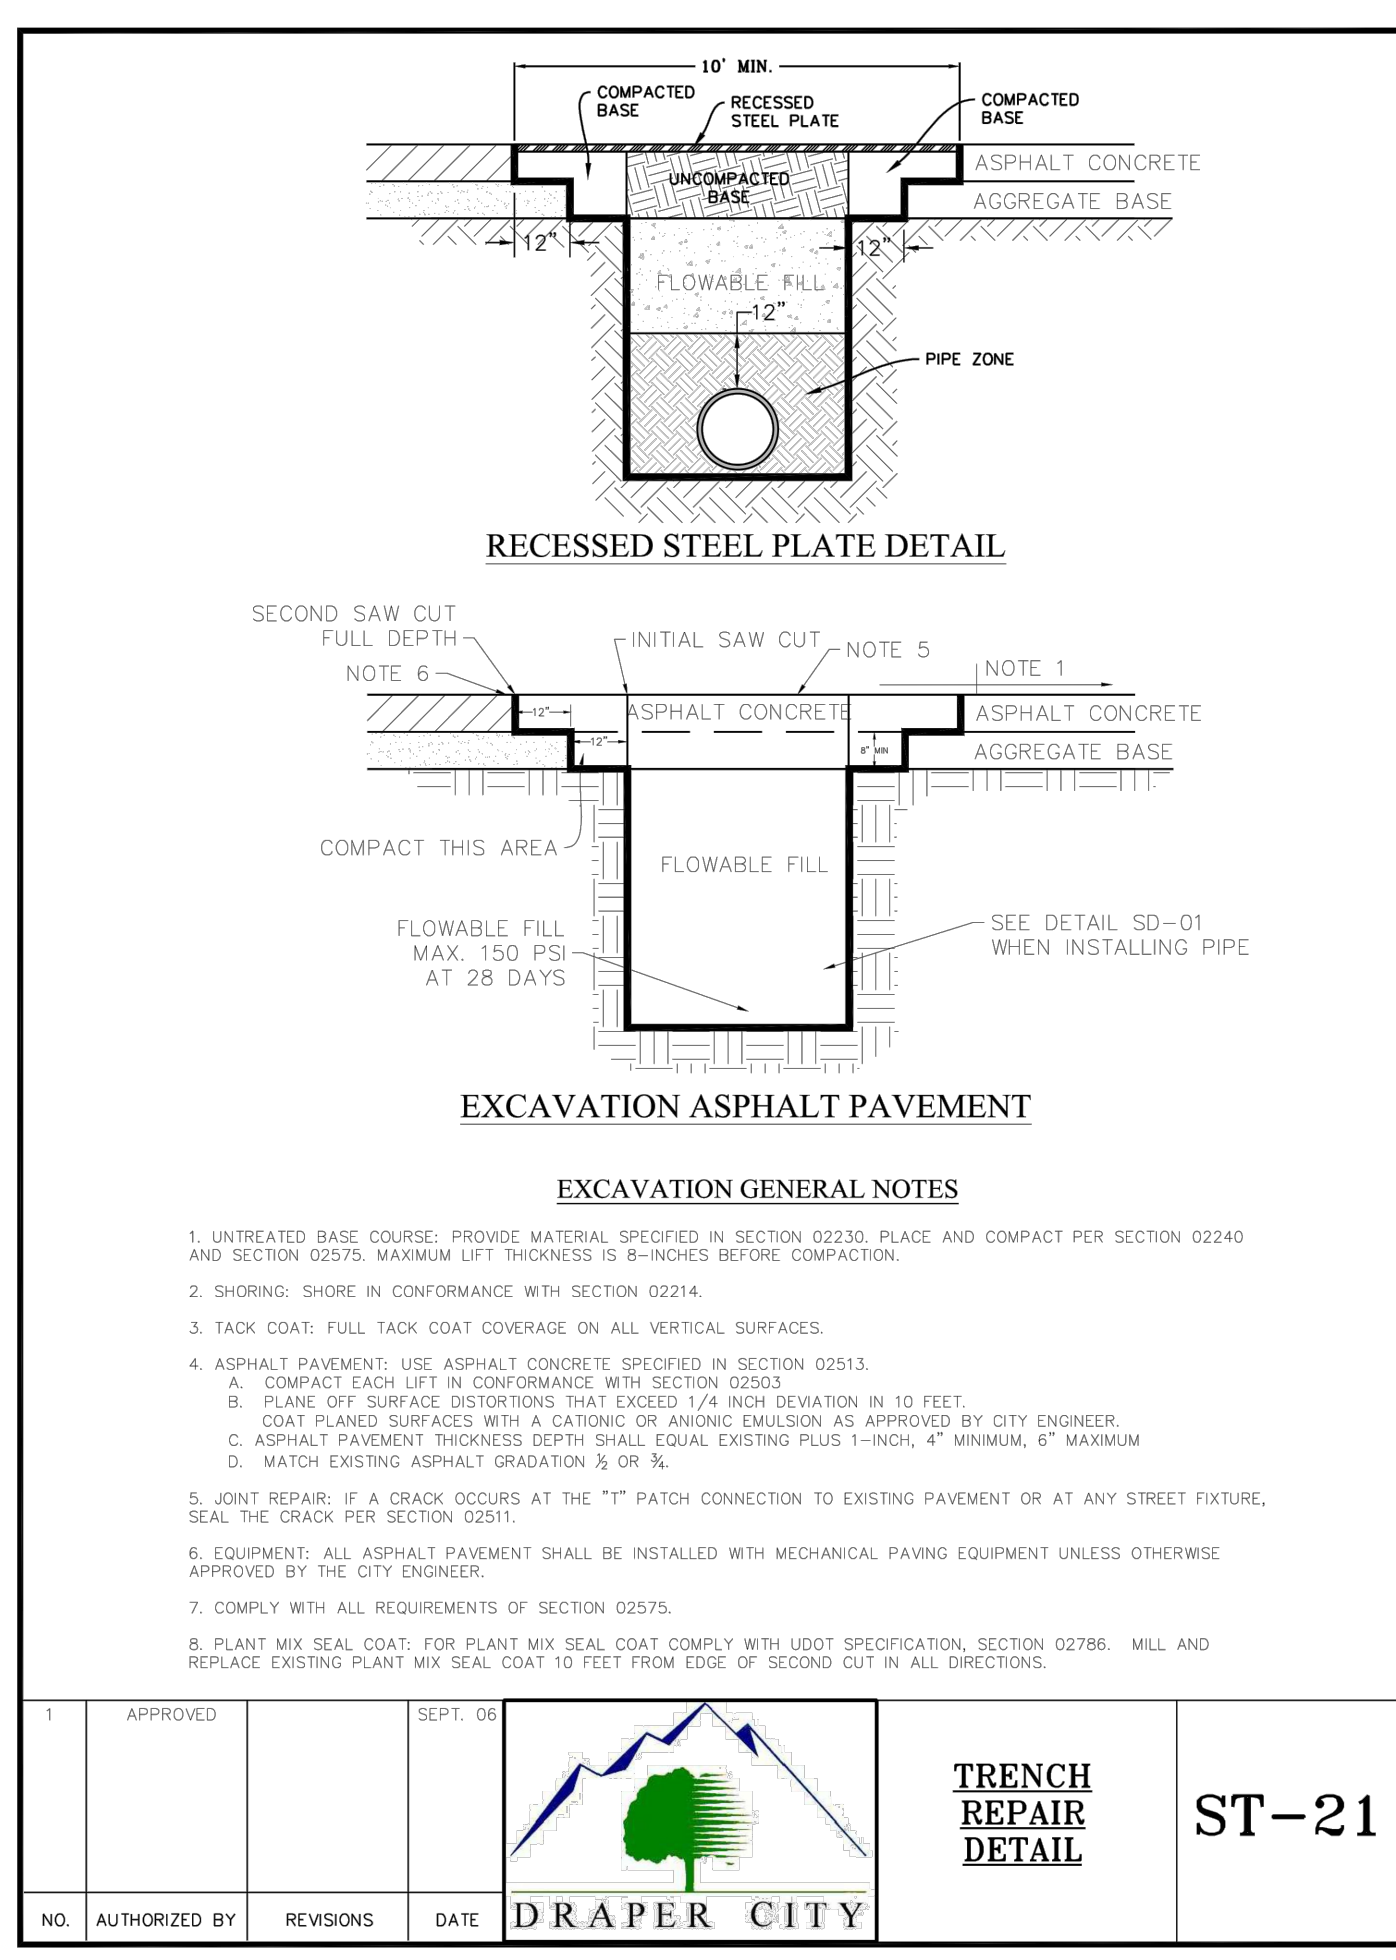 10' MIN.
COMPACTED
BASE
RECESSED
STEEL PLATE
COMPACTED
BASE
UNCOMPACTED
BASE
ASPHALT CONCRETE
AGGREGATE BASE
12"
12"
FLOWABLE FILL
12"
PIPE ZONE
RECESSED STEEL PLATE DETAIL
SECOND SAW CUT
FULL DEPTH
NOTE 6
INITIAL SAW CUT
NOTE 5
NOTE 1
12"
ASPHALT CONCRETE
ASPHALT CONCRETE
12"
8" MIN
AGGREGATE BASE
COMPACT THIS AREA
FLOWABLE FILL
FLOWABLE FILL
MAX. 150 PSI
AT 28 DAYS
SEE DETAIL SD-01
WHEN INSTALLING PIPE
EXCAVATION ASPHALT PAVEMENT
EXCAVATION GENERAL NOTES
1. UNTREATED BASE COURSE: PROVIDE MATERIAL SPECIFIED IN SECTION 02230. PLACE AND COMPACT PER SECTION 02240
AND SECTION 02575. MAXIMUM LIFT THICKNESS IS 8-INCHES BEFORE COMPACTION.
2. SHORING: SHORE IN CONFORMANCE WITH SECTION 02214.
3. TACK COAT: FULL TACK COAT COVERAGE ON ALL VERTICAL SURFACES.
4. ASPHALT PAVEMENT: USE ASPHALT CONCRETE SPECIFIED IN SECTION 02513.
A. COMPACT EACH LIFT IN CONFORMANCE WITH SECTION 02503
B. PLANE OFF SURFACE DISTORTIONS THAT EXCEED 1/4 INCH DEVIATION IN 10 FEET.
COAT PLANED SURFACES WITH A CATIONIC OR ANIONIC EMULSION AS APPROVED BY CITY ENGINEER.
C. ASPHALT PAVEMENT THICKNESS DEPTH SHALL EQUAL EXISTING PLUS 1-INCH, 4" MINIMUM, 6" MAXIMUM
D. MATCH EXISTING ASPHALT GRADATION ½ OR ¾.
5. JOINT REPAIR: IF A CRACK OCCURS AT THE "T" PATCH CONNECTION TO EXISTING PAVEMENT OR AT ANY STREET FIXTURE,
SEAL THE CRACK PER SECTION 02511.
6. EQUIPMENT: ALL ASPHALT PAVEMENT SHALL BE INSTALLED WITH MECHANICAL PAVING EQUIPMENT UNLESS OTHERWISE
APPROVED BY THE CITY ENGINEER.
7. COMPLY WITH ALL REQUIREMENTS OF SECTION 02575.
8. PLANT MIX SEAL COAT: FOR PLANT MIX SEAL COAT COMPLY WITH UDOT SPECIFICATION, SECTION 02786. MILL AND
REPLACE EXISTING PLANT MIX SEAL COAT 10 FEET FROM EDGE OF SECOND CUT IN ALL DIRECTIONS.
1 APPROVED SEPT. 06
NO. AUTHORIZED BY REVISIONS DATE
DRAPER CITY
TRENCH
REPAIR
DETAIL
ST-21